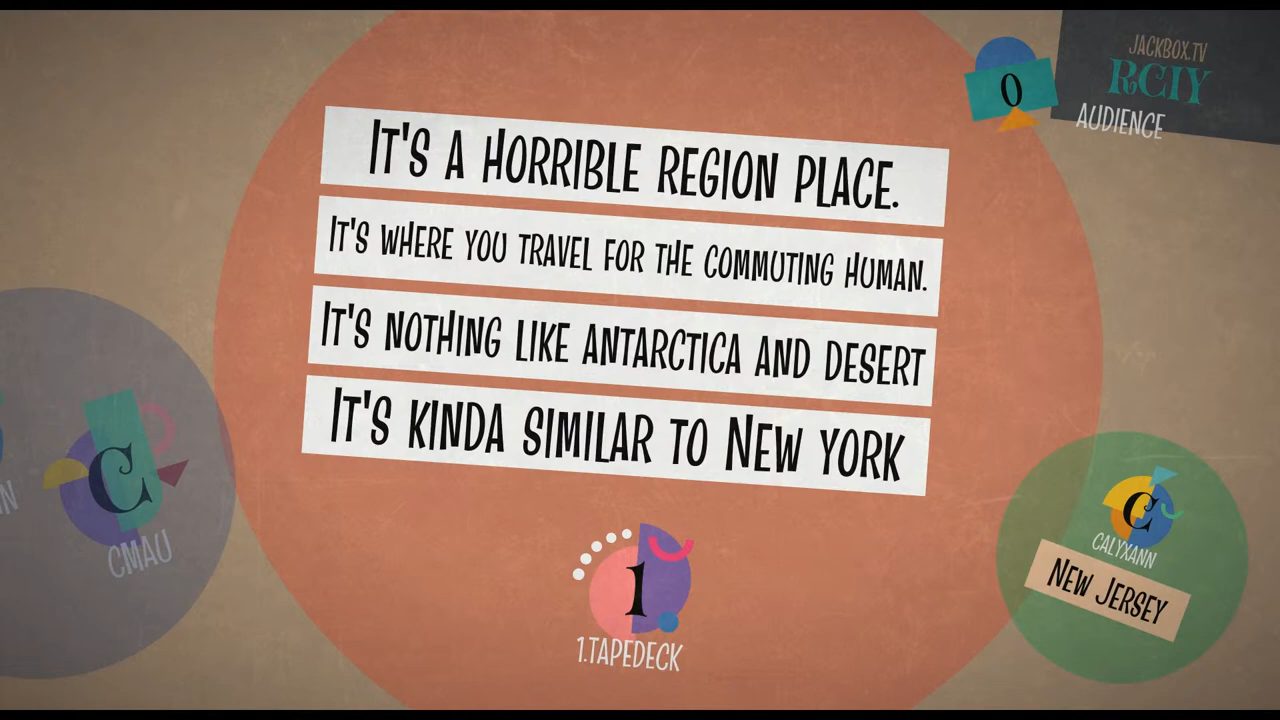 JACKBOX.TV
RCIY
0
AUDIENCE
IT'S A HORRIBLE REGION PLACE.
IT'S WHERE YOU TRAVEL FOR THE COMMUTING HUMAN.
IT'S NOTHING LIKE ANTARCTICA AND DESERT
IT'S KINDA SIMILAR TO NEW YORK
N
C
CMAU
C
CALYXANN
NEW JERSEY
1
1.TAPEDECK